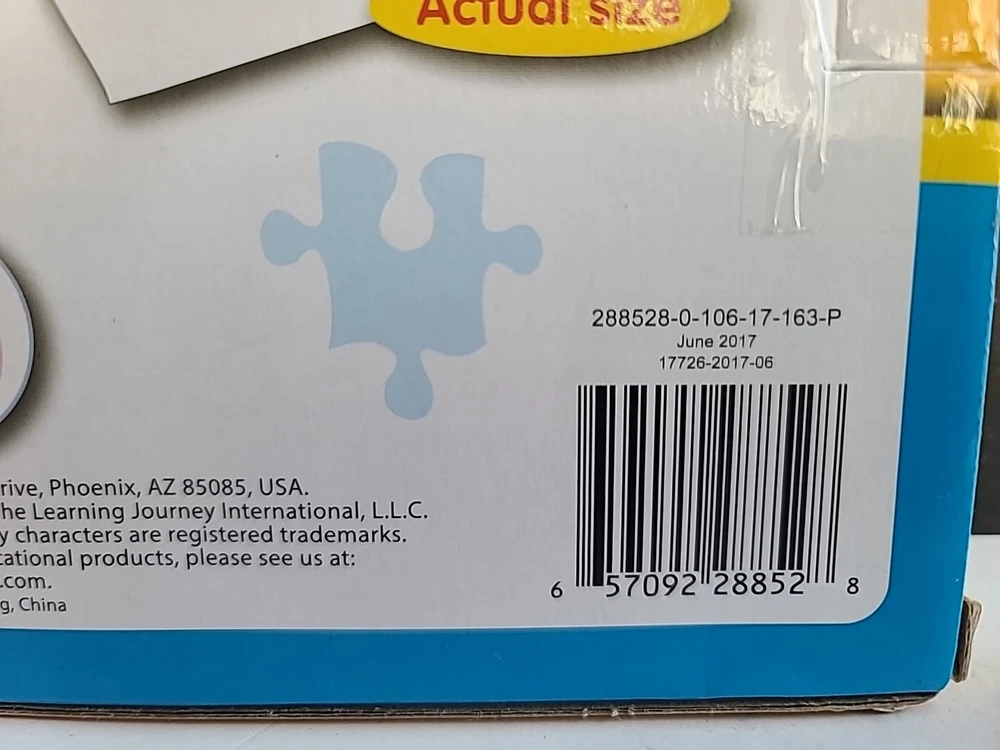 Actual size
288528-0-106-17-163-P
June 2017
17726-2017-06
rive, Phoenix, AZ 85085, USA.
he Learning Journey International, L.L.C.
y characters are registered trademarks.
cational products, please see us at:
.com.
g, China
6 57092 28852 8